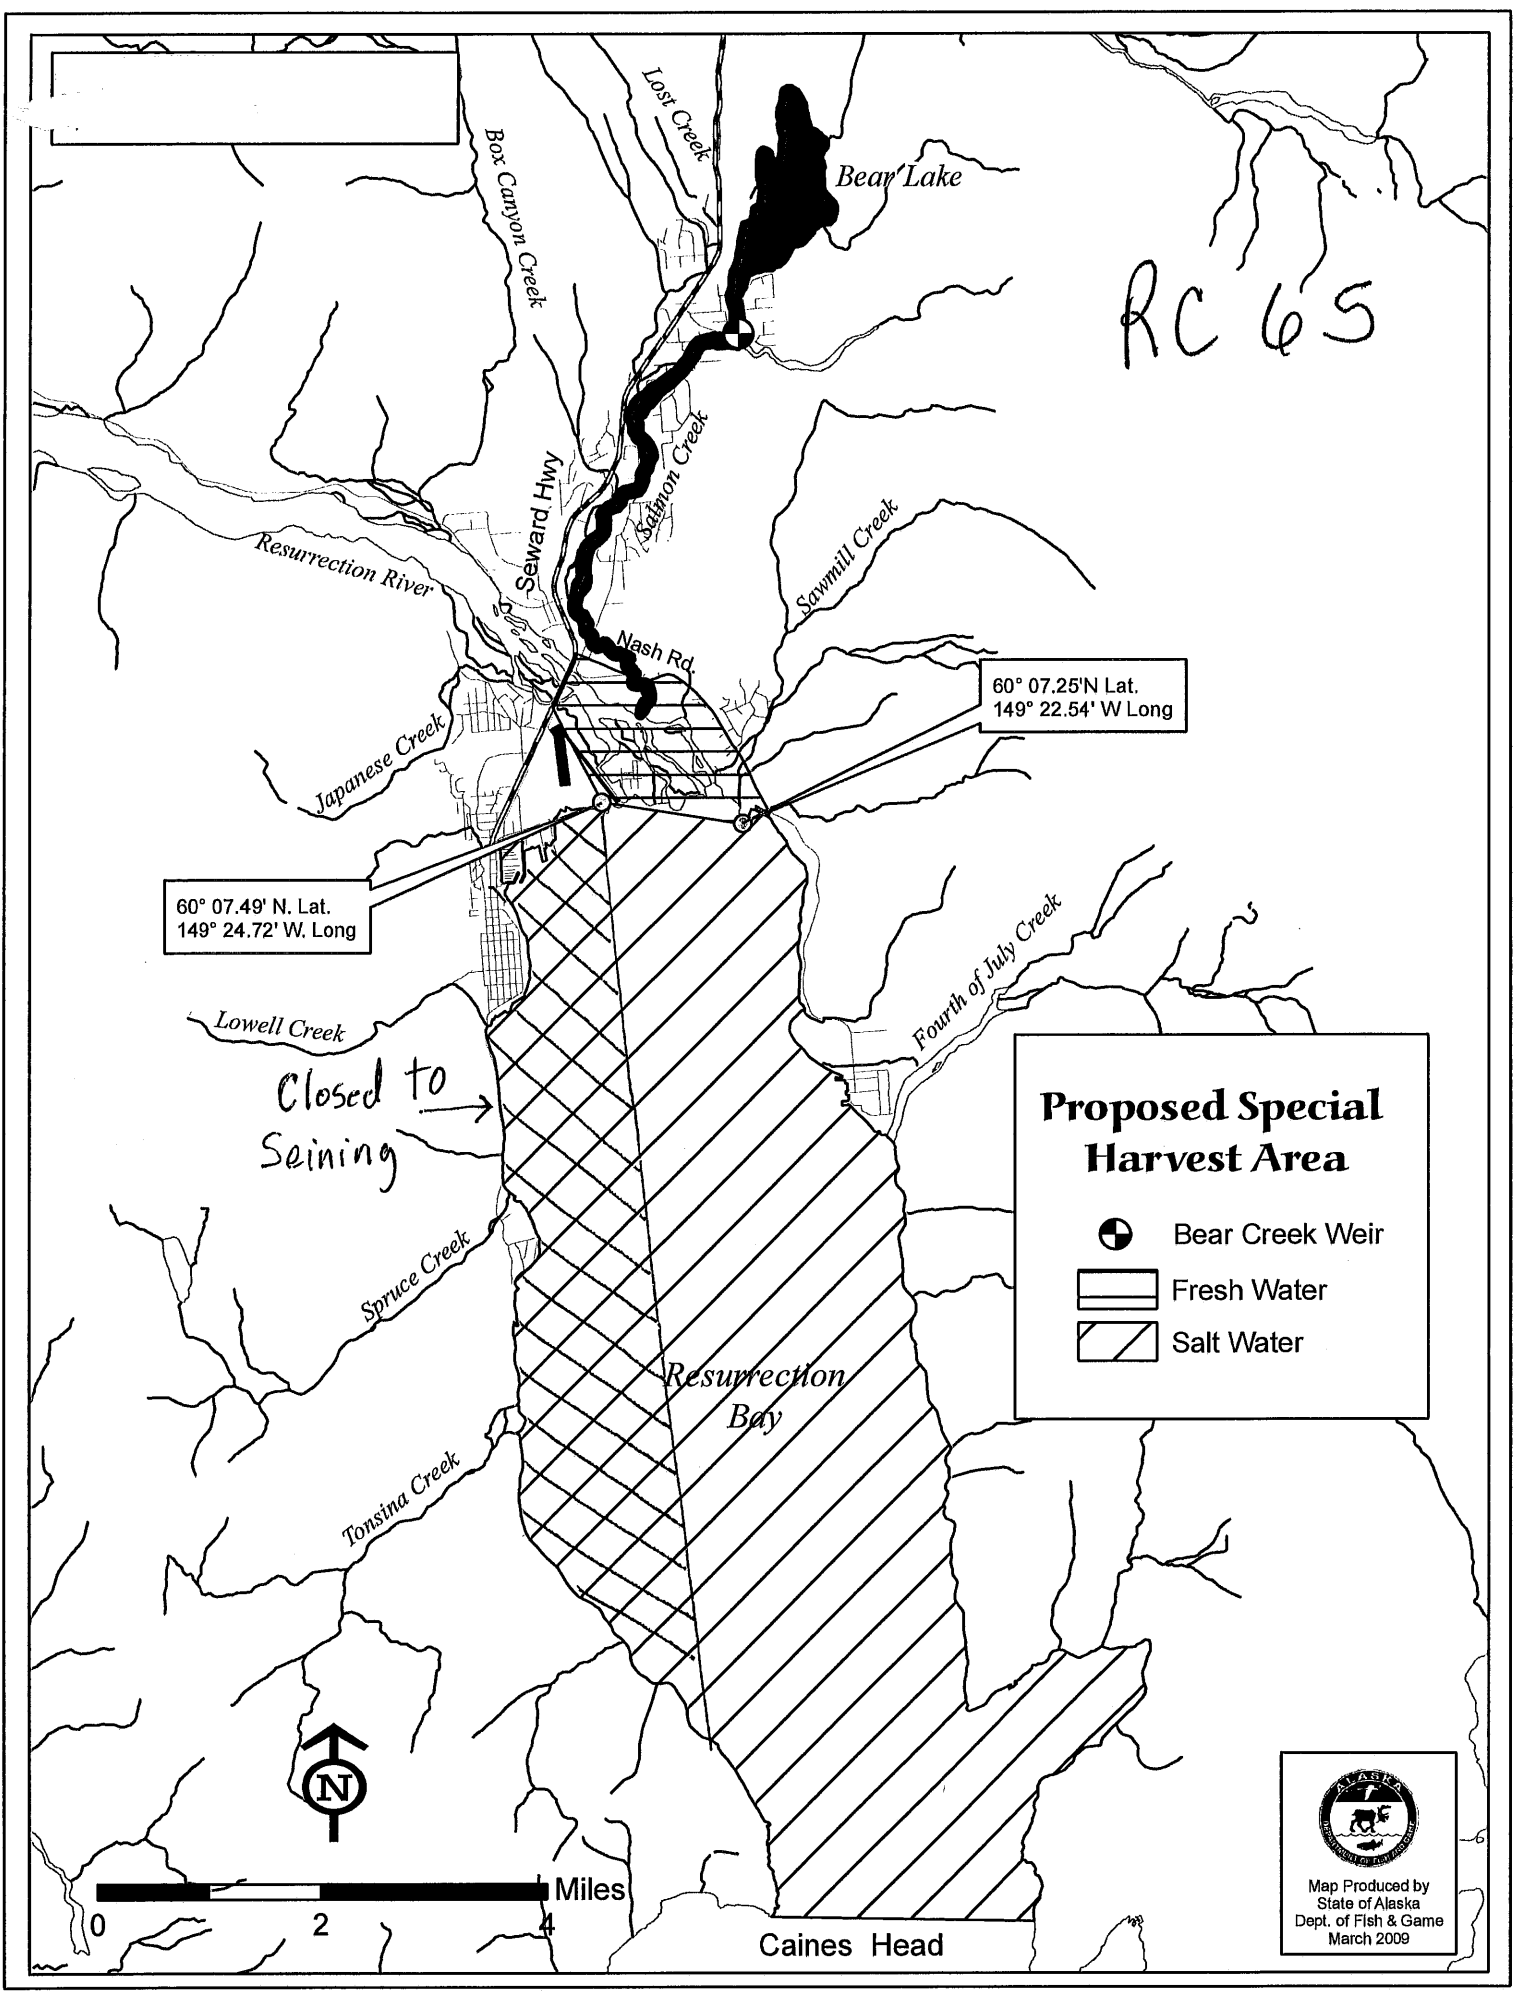 Lost Creek
Box Canyon Creek
Bear Lake
RC 65
Salmon Creek
Seward Hwy
Sawmill Creek
Resurrection River
Nash Rd.
60° 07.25'N Lat.
149° 22.54' W Long
Japanese Creek
60° 07.49' N. Lat.
149° 24.72' W. Long
Fourth of July Creek
Lowell Creek
Closed to
Seining
Proposed Special
Harvest Area
Bear Creek Weir
Fresh Water
Salt Water
Spruce Creek
Resurrection
Bay
Tonsina Creek
N
Miles
0 2 4
Caines Head
ALASKA
Map Produced by
State of Alaska
Dept. of Fish & Game
March 2009